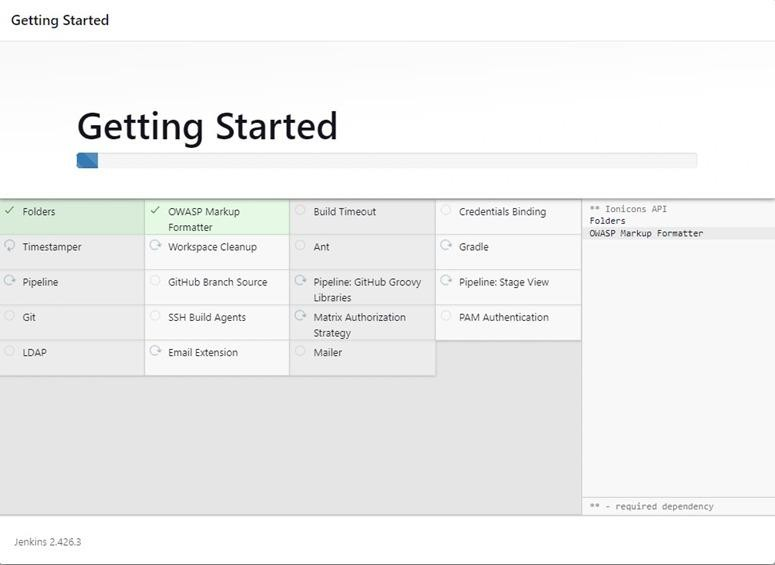 Getting Started
Getting Started
Folders
OWASP Markup
Formatter
Build Timeout
Credentials Binding
Timestamper
Workspace Cleanup
Ant
Gradle
Pipeline
GitHub Branch Source
Pipeline: GitHub Groovy
Libraries
Pipeline: Stage View
Git
SSH Build Agents
Matrix Authorization
Strategy
PAM Authentication
LDAP
Email Extension
Mailer
** Ionicons API
Folders
OWASP Markup Formatter
** - required dependency
Jenkins 2.426.3